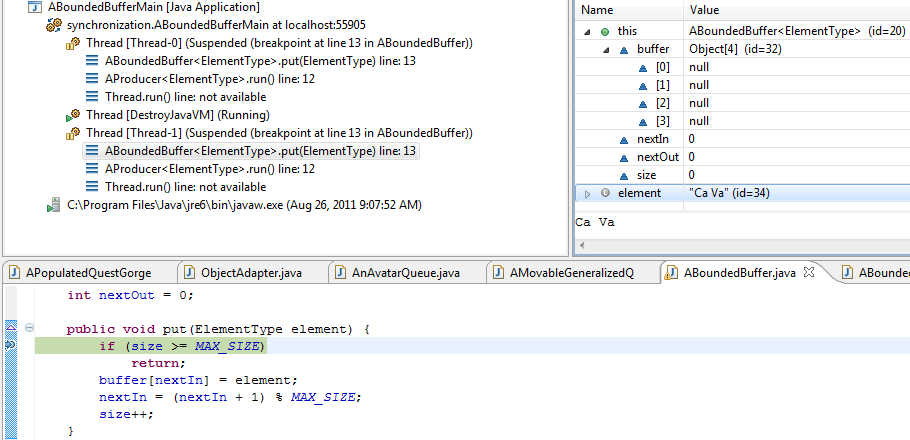 ABoundedBufferMain [Java Application]
synchronization.ABoundedBufferMain at localhost:55905
Thread [Thread-0] (Suspended (breakpoint at line 13 in ABoundedBuffer))
ABoundedBuffer<ElementType>.put(ElementType) line: 13
AProducer<ElementType>.run() line: 12
Thread.run() line: not available
Thread [DestroyJavaVM] (Running)
Thread [Thread-1] (Suspended (breakpoint at line 13 in ABoundedBuffer))
ABoundedBuffer<ElementType>.put(ElementType) line: 13
AProducer<ElementType>.run() line: 12
Thread.run() line: not available
C:\Program Files\Java\jre6\bin\javaw.exe (Aug 26, 2011 9:07:52 AM)
Name Value
this ABoundedBuffer<ElementType> (id=20)
buffer Object[4] (id=32)
[0] null
[1] null
[2] null
[3] null
nextIn 0
nextOut 0
size 0
element "Ca Va" (id=34)
Ca Va
APopulatedQuestGorge ObjectAdapter.java AnAvatarQueue.java AMovableGeneralizedQ ABoundedBuffer.java ABounded
int nextOut = 0;
public void put(ElementType element) {
if (size >= MAX_SIZE)
return;
buffer[nextIn] = element;
nextIn = (nextIn + 1) % MAX_SIZE;
size++;
}